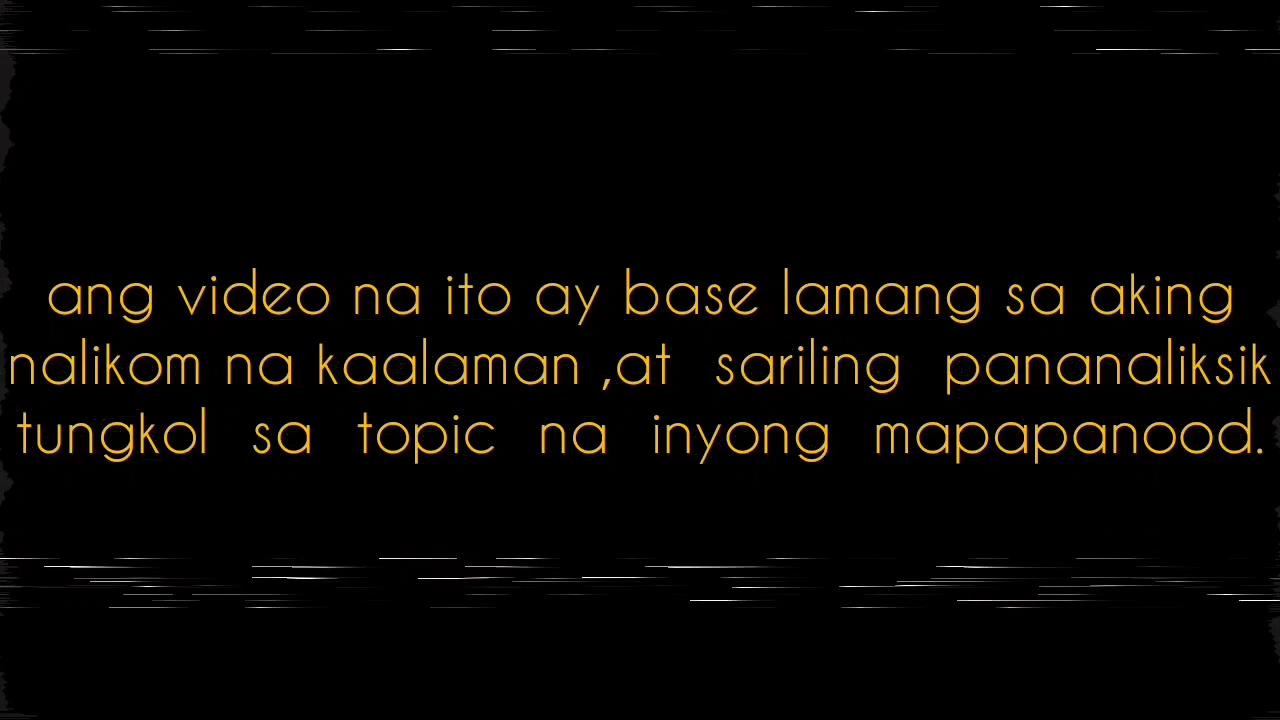 ang video na ito ay base lamang sa aking
nalikom na kaalaman ,at sariling pananaliksik
tungkol sa topic na inyong mapapanood.